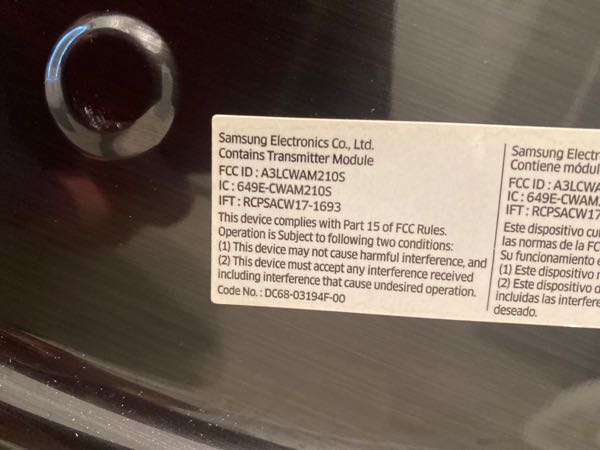 Samsung Electronics Co., Ltd.
Contains Transmitter Module
FCC ID : A3LCWAM210S
IC : 649E-CWAM210S
IFT : RCPSACW17-1693
This device complies with Part 15 of FCC Rules.
Operation is Subject to following two conditions:
(1) This device may not cause harmful interference, and
(2) This device must accept any interference received
including interference that cause undesired operation.
Code No. : DC68-03194F-00
Samsung Electr
Contiene módul
FCC ID : A3LCWA
IC : 649E-CWAM
IFT : RCPSACW17
Este dispositivo cu
las normas de la FC
Su funcionamiento e
(1) Este dispositivo n
(2) Este dispositivo d
incluidas las interfere
deseado.